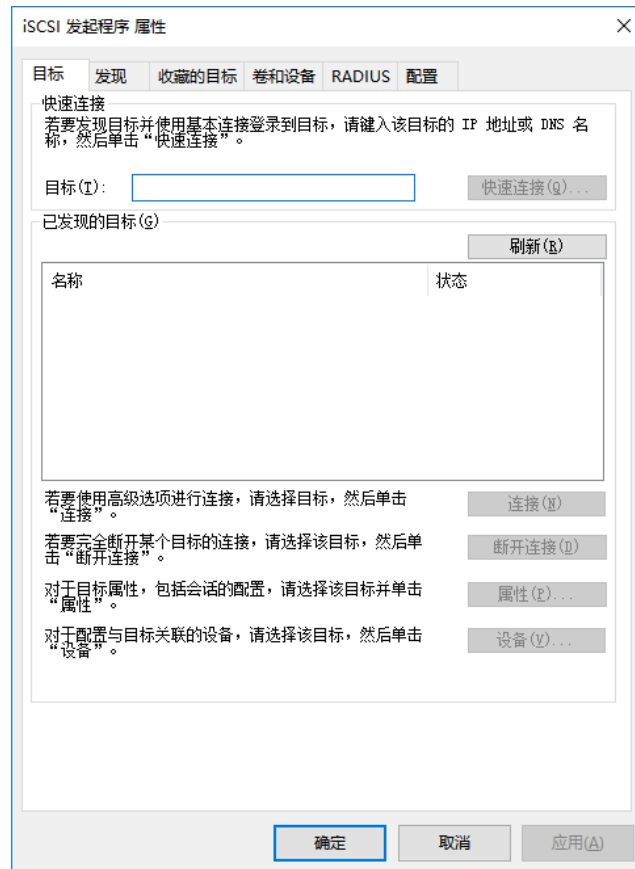 iSCSI 发起程序 属性
目标 发现 收藏的目标 卷和设备 RADIUS 配置
快速连接
若要发现目标并使用基本连接登录到目标，请键入该目标的 IP 地址或 DNS 名
称，然后单击“快速连接”。
目标(T): 快速连接(Q)...
已发现的目标(G)
刷新(R)
名称 状态
若要使用高级选项进行连接，请选择目标，然后单击
“连接”。
连接(N)
若要完全断开某个目标的连接，请选择该目标，然后单
击“断开连接”。
断开连接(D)
对于目标属性，包括会话的配置，请选择该目标并单击
“属性”。
属性(P)...
对于配置与目标关联的设备，请选择该目标，然后单击
“设备”。
设备(V)...
确定 取消 应用(A)